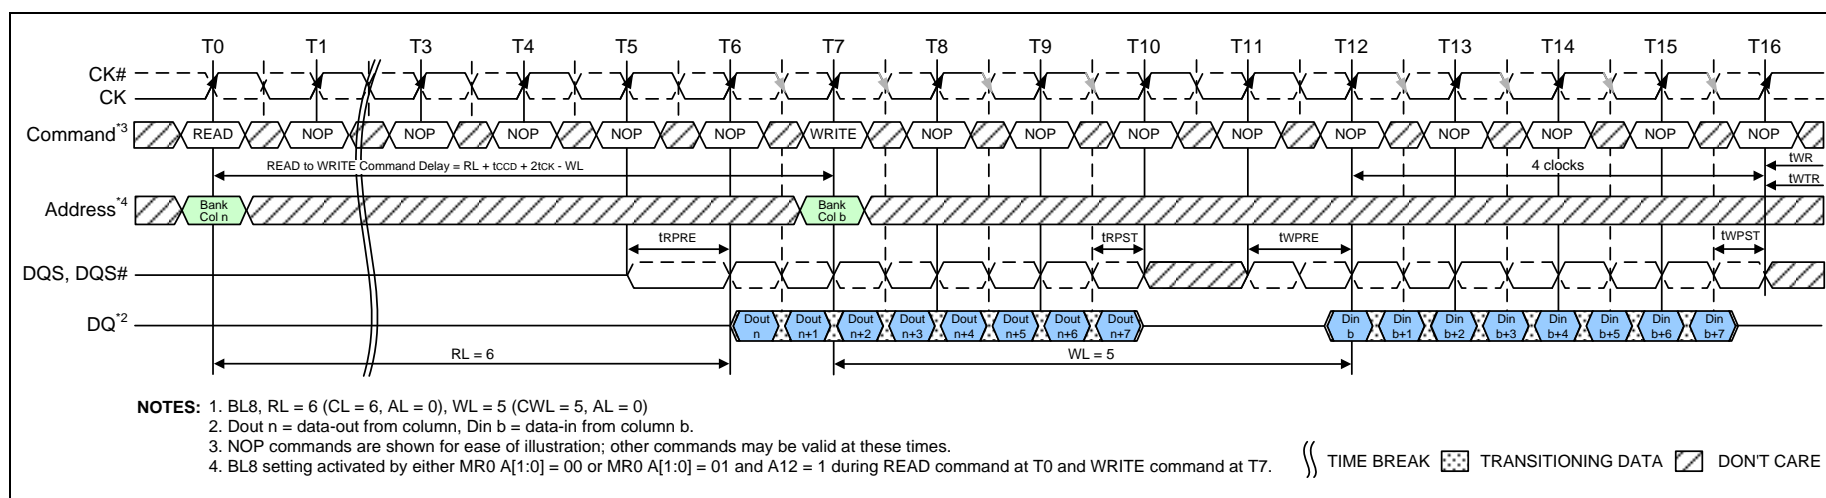 T0 T1 T3 T4 T5 T6 T7 T8 T9 T10 T11 T12 T13 T14 T15 T16
CK#
CK
Command*3 READ NOP NOP NOP NOP NOP WRITE NOP NOP NOP NOP NOP NOP NOP NOP NOP
READ to WRITE Command Delay = RL + tCCD + 2tCK - WL 4 clocks tWR
tWTR
Address*4 Bank Col n Bank Col b
tRPRE tRPST tWPRE tWPST
DQS, DQS#
DQ*2 Dout n Dout n+1 Dout n+2 Dout n+3 Dout n+4 Dout n+5 Dout n+6 Dout n+7 Din b Din b+1 Din b+2 Din b+3 Din b+4 Din b+5 Din b+6 Din b+7
RL = 6 WL = 5
NOTES: 1. BL8, RL = 6 (CL = 6, AL = 0), WL = 5 (CWL = 5, AL = 0)
2. Dout n = data-out from column, Din b = data-in from column b.
3. NOP commands are shown for ease of illustration; other commands may be valid at these times.
4. BL8 setting activated by either MR0 A[1:0] = 00 or MR0 A[1:0] = 01 and A12 = 1 during READ command at T0 and WRITE command at T7.
TIME BREAK TRANSITIONING DATA DON'T CARE